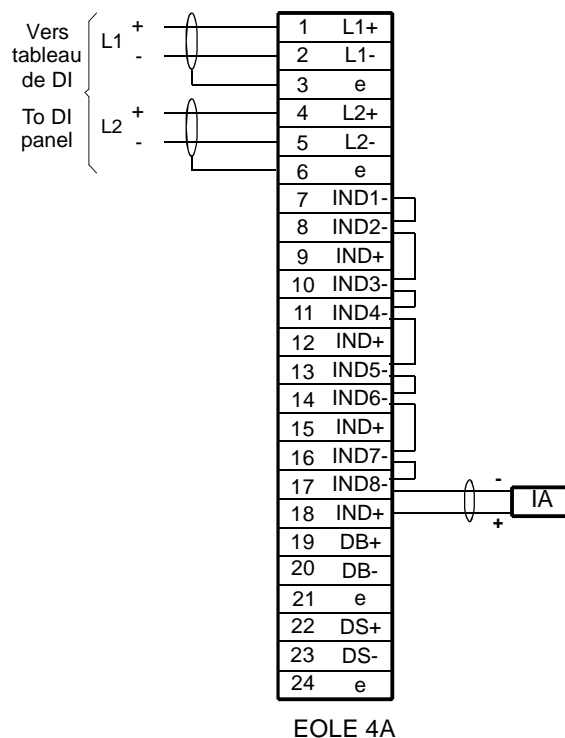 Vers
tableau
de DI
To DI
panel
L1 +
-
L2 +
-
1 L1+
2 L1-
3 e
4 L2+
5 L2-
6 e
7 IND1-
8 IND2-
9 IND+
10 IND3-
11 IND4-
12 IND+
13 IND5-
14 IND6-
15 IND+
16 IND7-
17 IND8-
18 IND+
19 DB+
20 DB-
21 e
22 DS+
23 DS-
24 e
-
+
IA
EOLE 4A